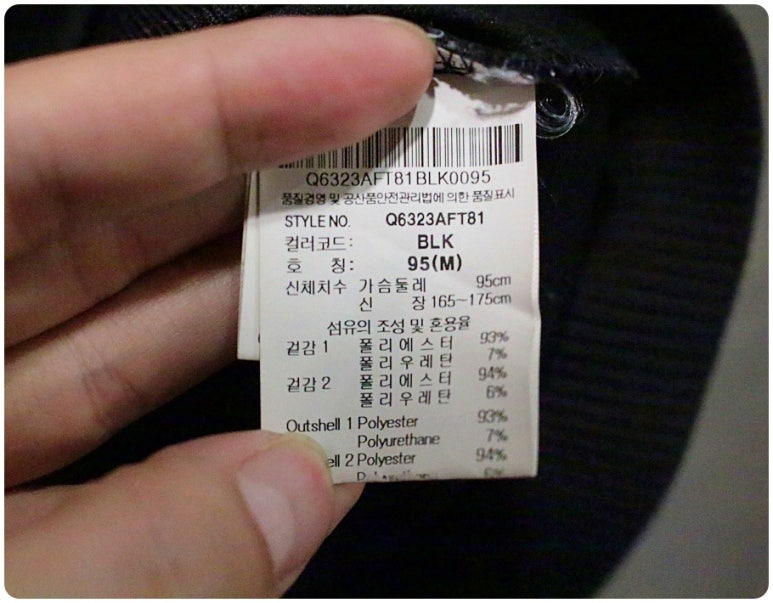 Q6323AFT81BLK0095
품질경영 및 공산품안전관리법에 의한 품질표시
STYLE NO. Q6323AFT81
컬러코드: BLK
호 칭: 95(M)
신체치수 가슴둘레 95cm
신 장 165~175cm
섬유의 조성 및 혼용율
겉감 1 폴리에스터 93%
폴리우레탄 7%
겉감 2 폴리에스터 94%
폴리우레탄 6%
Outshell 1 Polyester 93%
Polyurethane 7%
ell 2 Polyester 94%